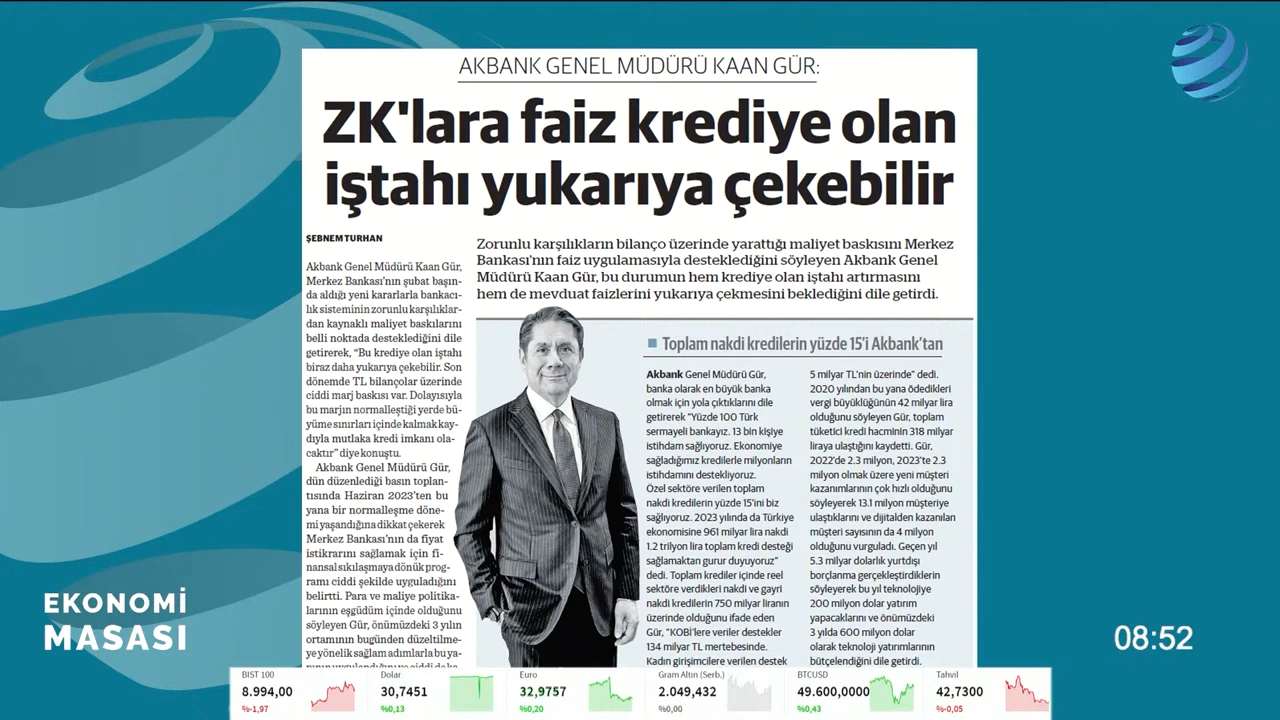 AKBANK GENEL MÜDÜRÜ KAAN GÜR:
ZK'lara faiz krediye olan
iştahı yukarıya çekebilir
ŞEBNEM TURHAN
Akbank Genel Müdürü Kaan Gür,
Merkez Bankası'nın şubat başın-
da aldığı yeni kararlarla bankacı-
lık sisteminin zorunlu karşılıklar-
dan kaynaklı maliyet baskılarını
belli noktada desteklediğini dile
getirerek, “Bu krediye olan iştahı
biraz daha yukarıya çekebilir. Son
dönemde TL bilançolar üzerinde
ciddi marj baskısı var. Dolayısıyla
bu marjın normalleştiği yerde bü-
yüme sınırları içinde kalmak kay-
dıyla mutlaka kredi imkanı ola-
caktır” diye konuştu.
Akbank Genel Müdürü Gür,
dün düzenlediği basın toplan-
tısında Haziran 2023'ten bu
yana bir normalleşme döne-
mi yaşandığına dikkat çekerek
Merkez Bankası'nın da fiyat
istikrarını sağlamak için fi-
nansal sıkılaşmaya dönük prog-
ramı ciddi şekilde uyguladığını
belirtti. Para ve maliye politika-
larının eşgüdüm içinde olduğunu
söyleyen Gür, önümüzdeki 3 yılın
ortamının bugünden düzeltilme-
ye yönelik sağlam adımlarla bu ya-
Zorunlu karşılıkların bilanço üzerinde yarattığı maliyet baskısını Merkez
Bankası'nın faiz uygulamasıyla desteklediğini söyleyen Akbank Genel
Müdürü Kaan Gür, bu durumun hem krediye olan iştahı artırmasını
hem de mevduat faizlerini yukarıya çekmesini beklediğini dile getirdi.
Toplam nakdi kredilerin yüzde 15'i Akbank'tan
Akbank Genel Müdürü Gür,
banka olarak en büyük banka
olmak için yola çıktıklarını dile
getirerek “Yüzde 100 Türk
sermayeli bankayız. 13 bin kişiye
istihdam sağlıyoruz. Ekonomiye
sağladığımız kredilerle milyonların
istihdamını destekliyoruz.
Özel sektöre verilen toplam
nakdi kredilerin yüzde 15'ini biz
sağlıyoruz. 2023 yılında da Türkiye
ekonomisine 961 milyar lira nakdi
1.2 trilyon lira toplam kredi desteği
sağlamaktan gurur duyuyoruz”
dedi. Toplam krediler içinde reel
sektöre verdikleri nakdi ve gayri
nakdi kredilerin 750 milyar liranın
üzerinde olduğunu ifade eden
Gür, “KOBİ'lere veriler destekler
134 milyar TL mertebesinde.
Kadın girişimcilere verilen destek
5 milyar TL'nin üzerinde” dedi.
2020 yılından bu yana ödedikleri
vergi büyüklüğünün 42 milyar lira
olduğunu söyleyen Gür, toplam
tüketici kredi hacminin 318 milyar
liraya ulaştığını kaydetti. Gür,
2022'de 2.3 milyon, 2023'te 2.3
milyon olmak üzere yeni müşteri
kazanımlarının çok hızlı olduğunu
söyleyerek 13.1 milyon müşteriye
ulaştıklarını ve dijitalden kazanılan
müşteri sayısının da 4 milyon
olduğunu vurguladı. Geçen yıl
5.3 milyar dolarlık yurtdışı
borçlanma gerçekleştirdiklerin
söyleyerek bu yıl teknolojiye
200 milyon dolar yatırım
yapacaklarını ve önümüzdeki
3 yılda 600 milyon dolar
olarak teknoloji yatırımlarının
bütçelendiğini dile getirdi.
EKONOMİ
MASASI
08:52
BIST 100
8.994,00
%-1,97
Dolar
30,7451
%0,13
Euro
32,9757
%0,20
Gram Altın (Serb.)
2.049,432
%0,00
BTCUSD
49.600,0000
%0,43
Tahvil
42,7300
%-0,05